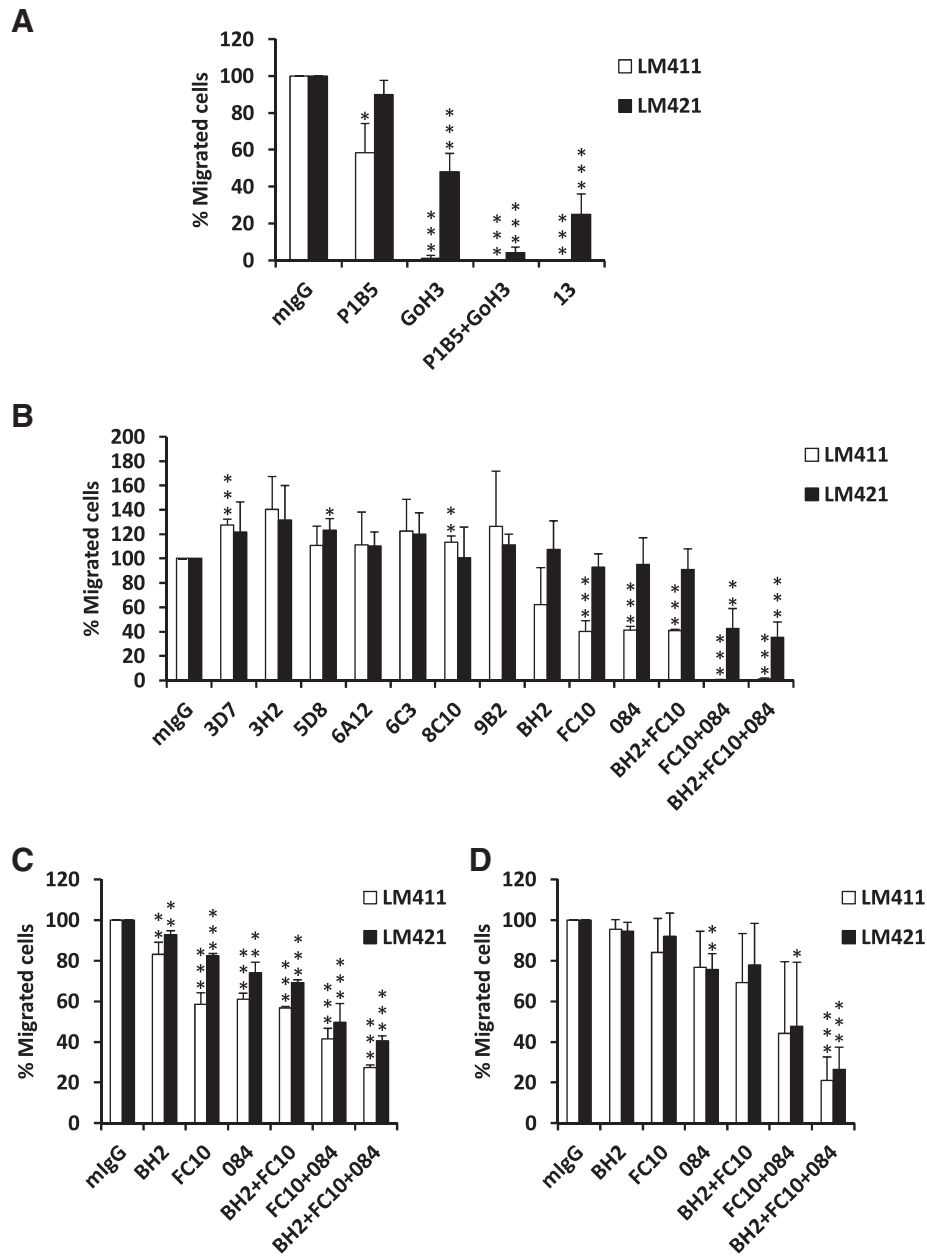 A
120
100
80
60
40
20
0
% Migrated cells
LM411
LM421
*
***
***
***
***
***
***
mIgG
P1B5
GoH3
P1B5+GoH3
13
B
200
180
160
140
120
100
80
60
40
20
0
% Migrated cells
LM411
LM421
***
*
**
***
***
***
***
**
***
***
mIgG
3D7
3H2
5D8
6A12
6C3
8C10
9B2
BH2
FC10
084
BH2+FC10
FC10+084
BH2+FC10+084
C
120
100
80
60
40
20
0
% Migrated cells
LM411
LM421
**
**
***
***
***
**
***
***
***
***
***
***
mIgG
BH2
FC10
084
BH2+FC10
FC10+084
BH2+FC10+084
D
120
100
80
60
40
20
0
% Migrated cells
LM411
LM421
**
*
***
***
mIgG
BH2
FC10
084
BH2+FC10
FC10+084
BH2+FC10+084